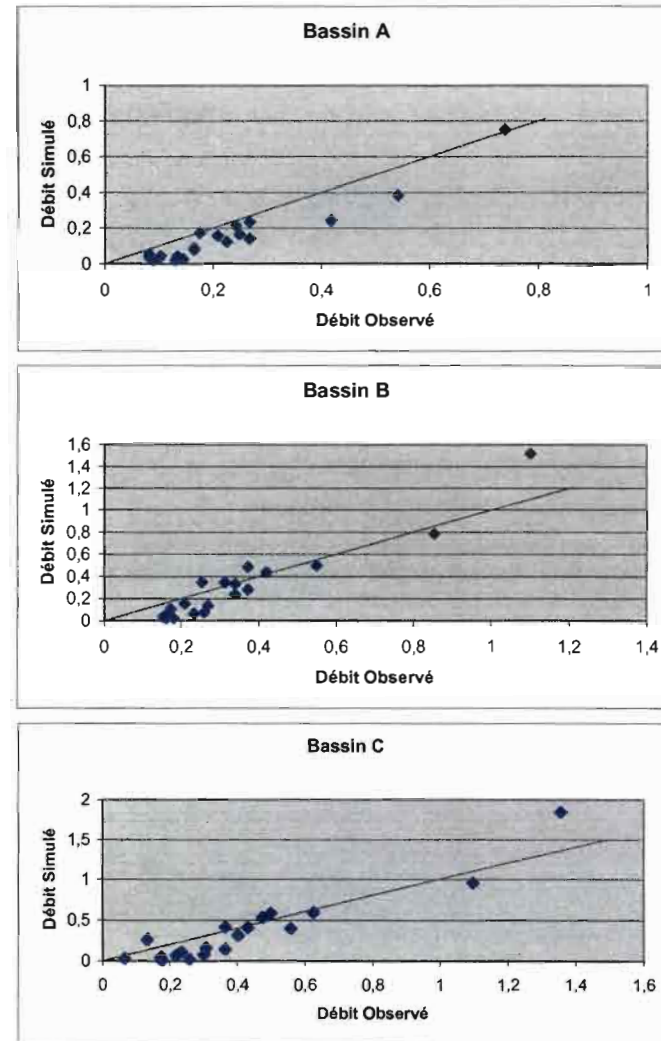 Bassin A
1
0,8
0,6
0,4
0,2
0
Débit Simulé
0 0,2 0,4 0,6 0,8 1
Débit Observé
Bassin B
1,6
1,4
1,2
1
0,8
0,6
0,4
0,2
0
Débit Simulé
0 0,2 0,4 0,6 0,8 1 1,2 1,4
Débit Observé
Bassin C
2
1,5
1
0,5
0
Débit Simulé
0 0,2 0,4 0,6 0,8 1 1,2 1,4 1,6
Débit Observé